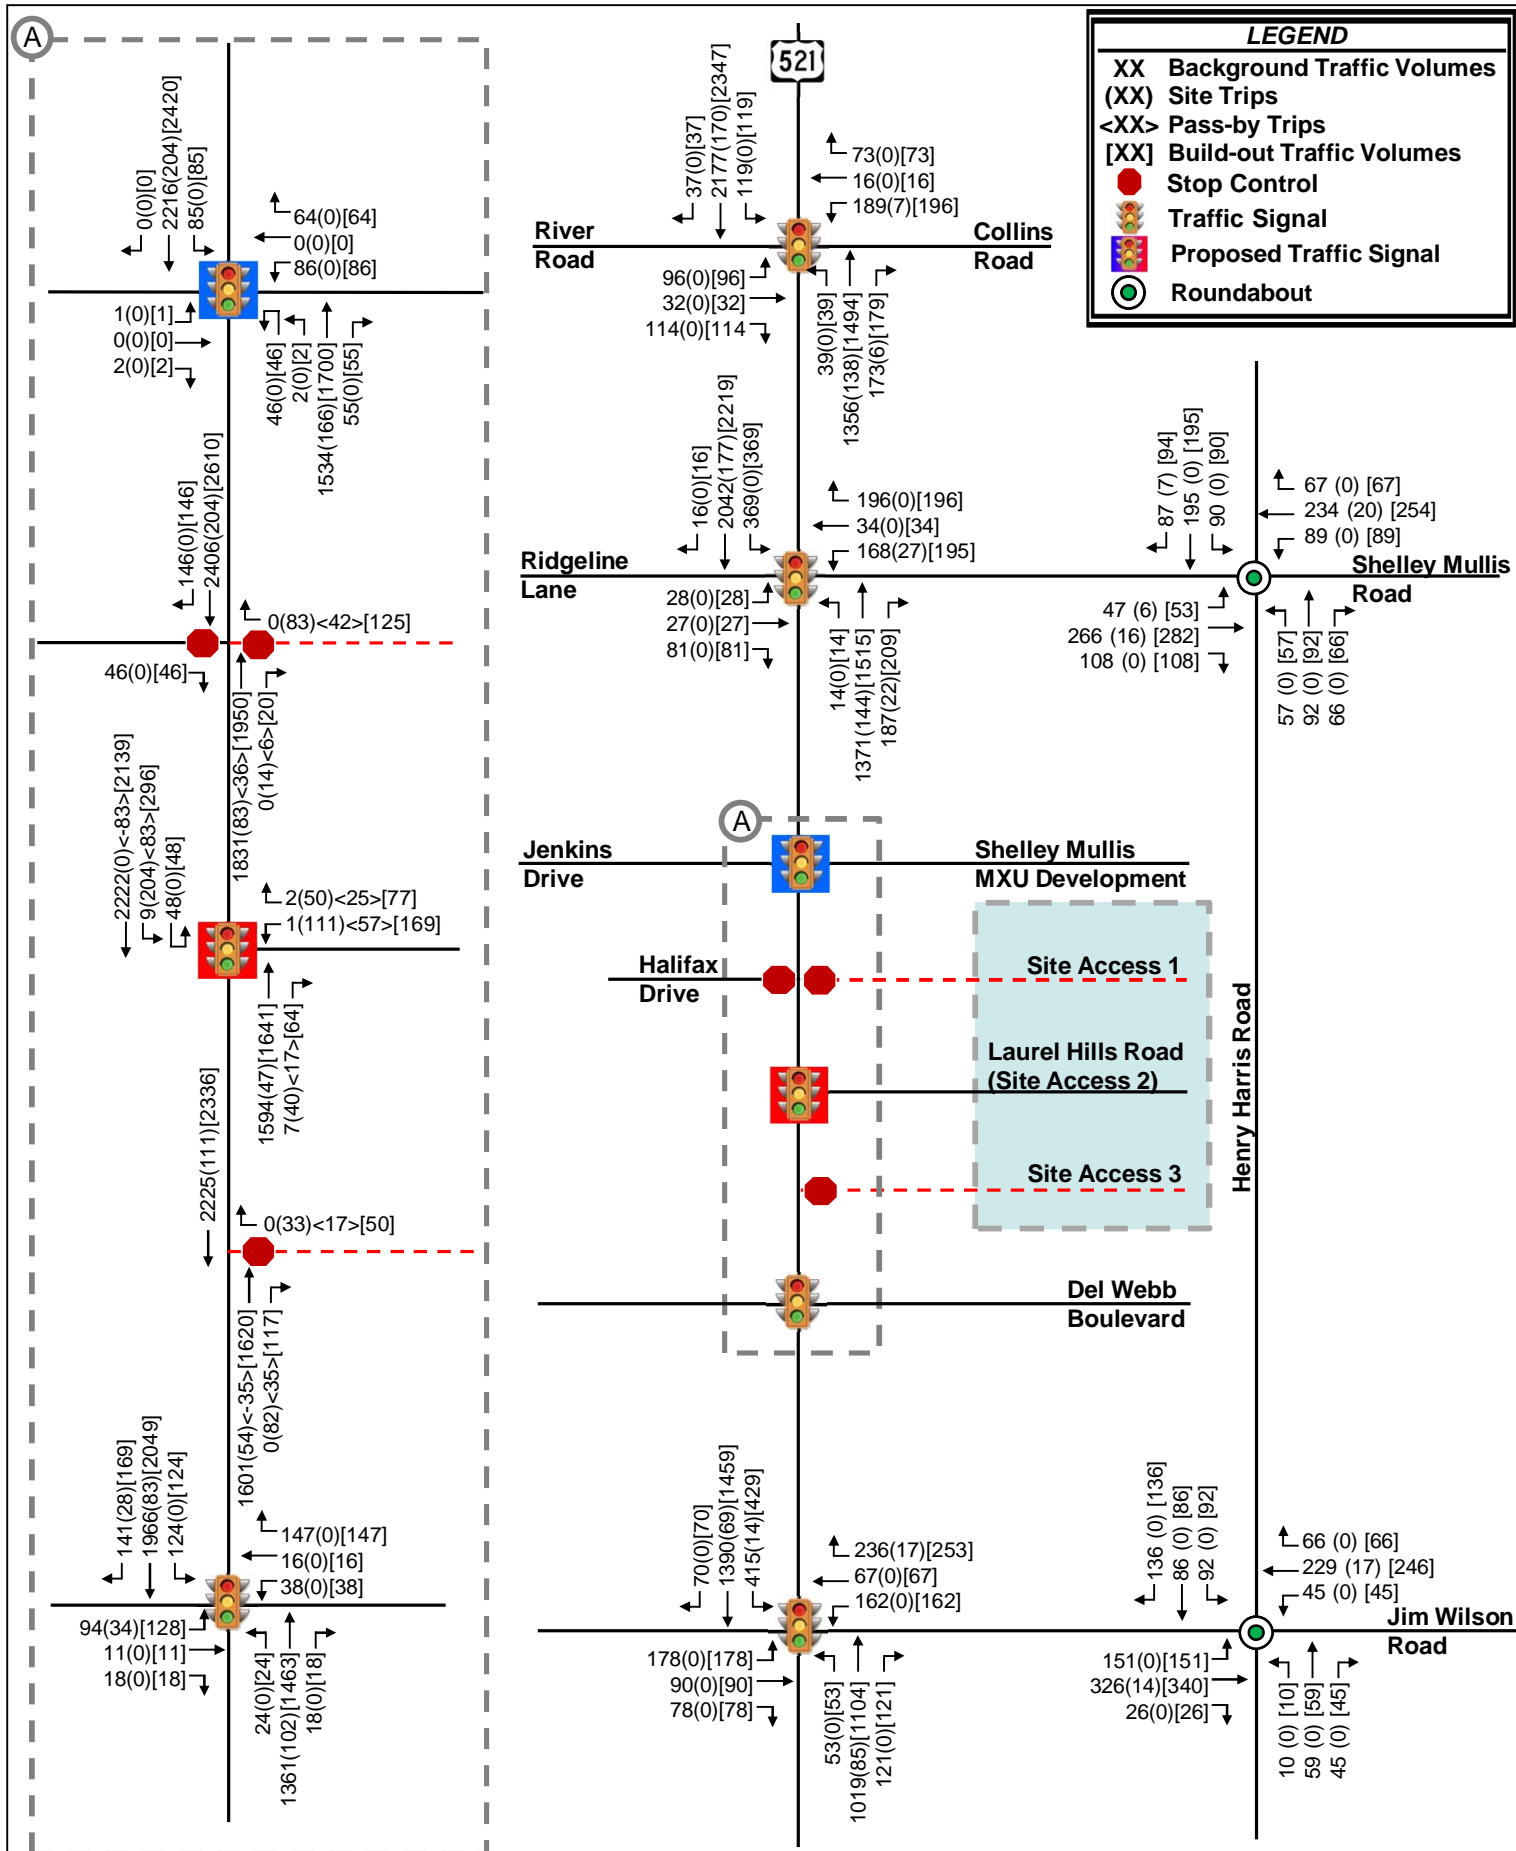 A
521
LEGEND
XX Background Traffic Volumes
(XX) Site Trips
<XX> Pass-by Trips
[XX] Build-out Traffic Volumes
Stop Control
Traffic Signal
Proposed Traffic Signal
Roundabout
0(0)[0]
2216(204)[2420]
85(0)[85]
64(0)[64]
0(0)[0]
86(0)[86]
1(0)[1]
0(0)[0]
2(0)[2]
46(0)[46]
2(0)[2]
1534(166)[1700]
55(0)[55]
146(0)[146]
2406(204)[2610]
0(83)<42>[125]
46(0)[46]
1831(83)<36>[1950]
0(14)<6>[20]
2222(0)<-83>[2139]
9(204)<83>[296]
48(0)[48]
2(50)<25>[77]
1(111)<57>[169]
1594(47)[1641]
7(40)<17>[64]
2225(111)[2336]
0(33)<17>[50]
1601(54)<-35>[1620]
0(82)<35>[117]
141(28)[169]
1966(83)[2049]
124(0)[124]
147(0)[147]
16(0)[16]
38(0)[38]
94(34)[128]
11(0)[11]
18(0)[18]
24(0)[24]
1361(102)[1463]
18(0)[18]
37(0)[37]
2177(170)[2347]
119(0)[119]
73(0)[73]
16(0)[16]
189(7)[196]
River
Road
Collins
Road
96(0)[96]
32(0)[32]
114(0)[114
39(0)[39]
1356(138)[1494]
173(6)[179]
16(0)[16]
2042(177)[2219]
369(0)[369]
196(0)[196]
34(0)[34]
168(27)[195]
Ridgeline
Lane
28(0)[28]
27(0)[27]
81(0)[81]
14(0)[14]
1371(144)[1515]
187(22)[209]
87 (7) [94]
195 (0) [195]
90 (0) [90]
67 (0) [67]
234 (20) [254]
89 (0) [89]
Shelley Mullis
Road
47 (6) [53]
266 (16) [282]
108 (0) [108]
57 (0) [57]
92 (0) [92]
66 (0) [66]
A
Jenkins
Drive
Shelley Mullis
MXU Development
Halifax
Drive
Site Access 1
Laurel Hills Road
(Site Access 2)
Site Access 3
Henry Harris Road
Del Webb
Boulevard
70(0)[70]
1390(69)[1459]
415(14)[429]
236(17)[253]
67(0)[67]
162(0)[162]
178(0)[178]
90(0)[90]
78(0)[78]
53(0)[53]
1019(85)[1104]
121(0)[121]
136 (0) [136]
86 (0) [86]
92 (0) [92]
66 (0) [66]
229 (17) [246]
45 (0) [45]
Jim Wilson
Road
151(0)[151]
326(14)[340]
26(0)[26]
10 (0) [10]
59 (0) [59]
45 (0) [45]